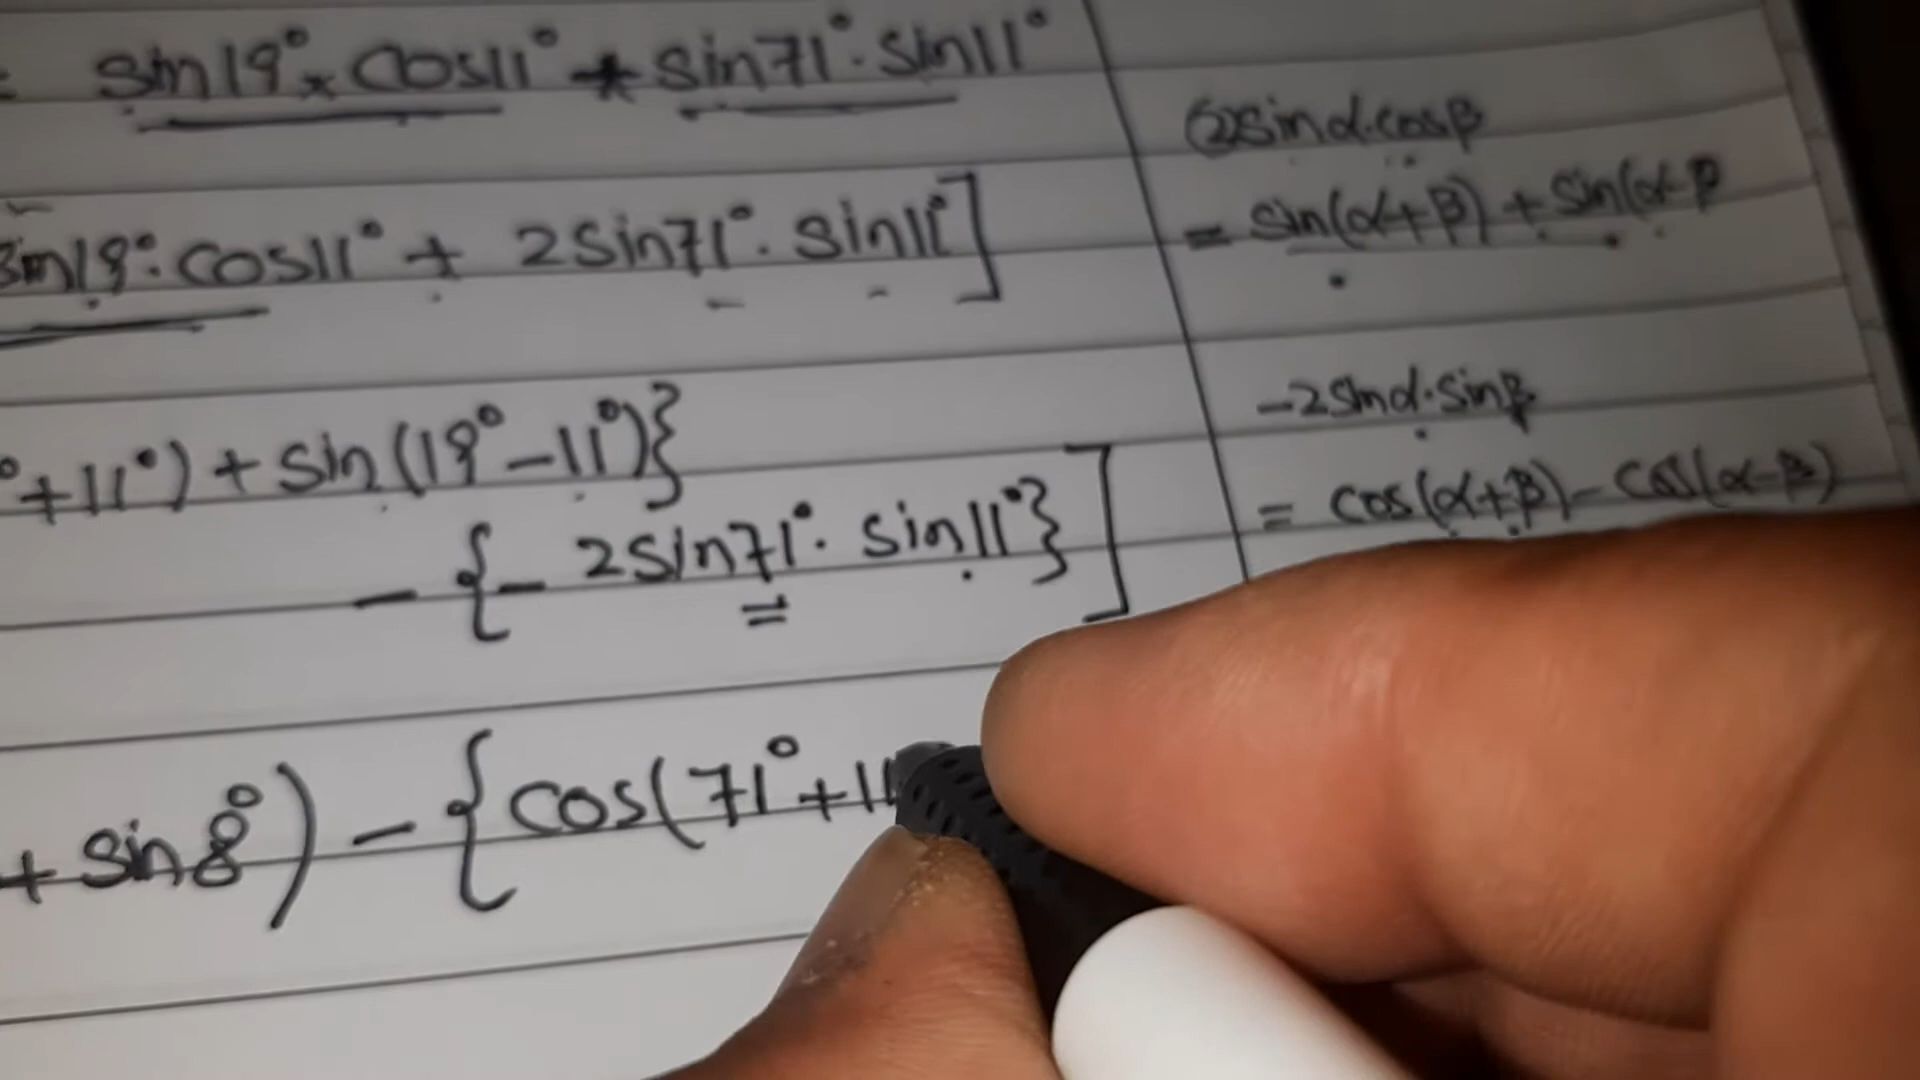 = sin19° × cos11° + sin71° · sin11°
sin19° · cos11° + 2sin71° · sin11°]
° + 11°) + sin(19° - 11°)}
- {- 2sin71° · sin11°}]
+ sin8°) - {cos(71° + 11
2sinα·cosβ
= sin(α+β) + sin(α-β
-2sinα·sinβ
= cos(α+β) - cos(α-β)